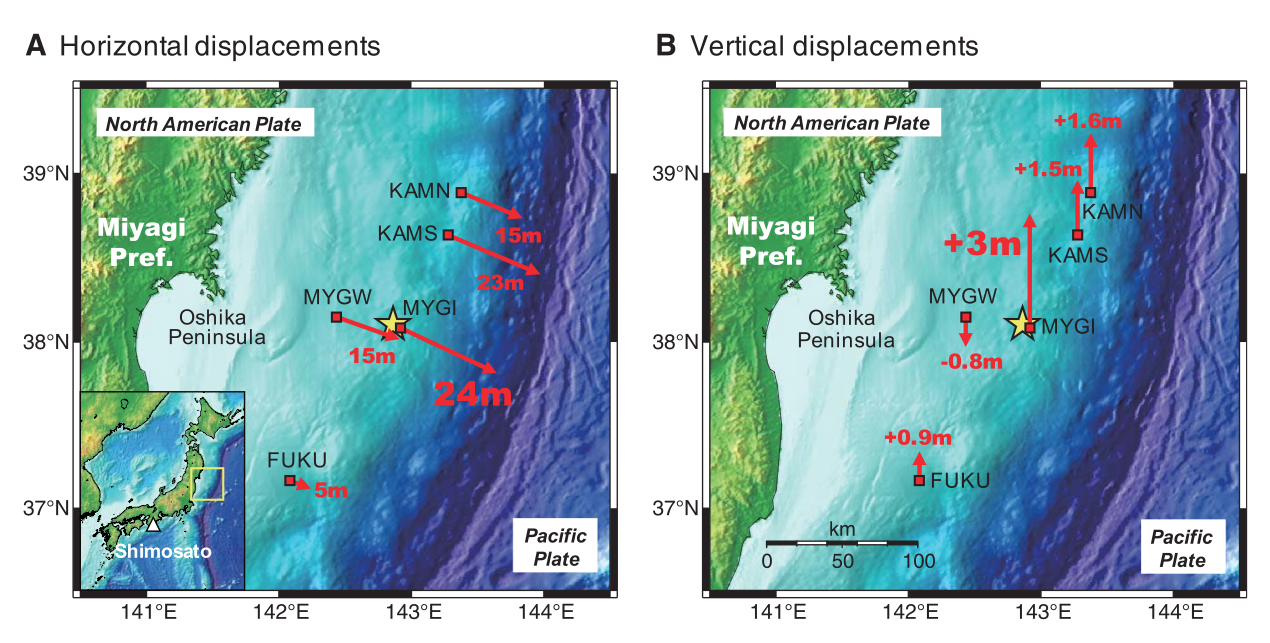 A Horizontal displacements
North American Plate
39°N
38°N
37°N
Miyagi
Pref.
KAMN
15m
KAMS
23m
MYGW
MYGI
15m
24m
Oshika
Peninsula
FUKU
5m
Shimosato
Pacific
Plate
141°E
142°E
143°E
144°E
B Vertical displacements
North American Plate
39°N
38°N
37°N
Miyagi
Pref.
+1.6m
+1.5m
KAMN
+3m
KAMS
MYGW
MYGI
-0.8m
Oshika
Peninsula
+0.9m
FUKU
km
0 50 100
Pacific
Plate
141°E
142°E
143°E
144°E